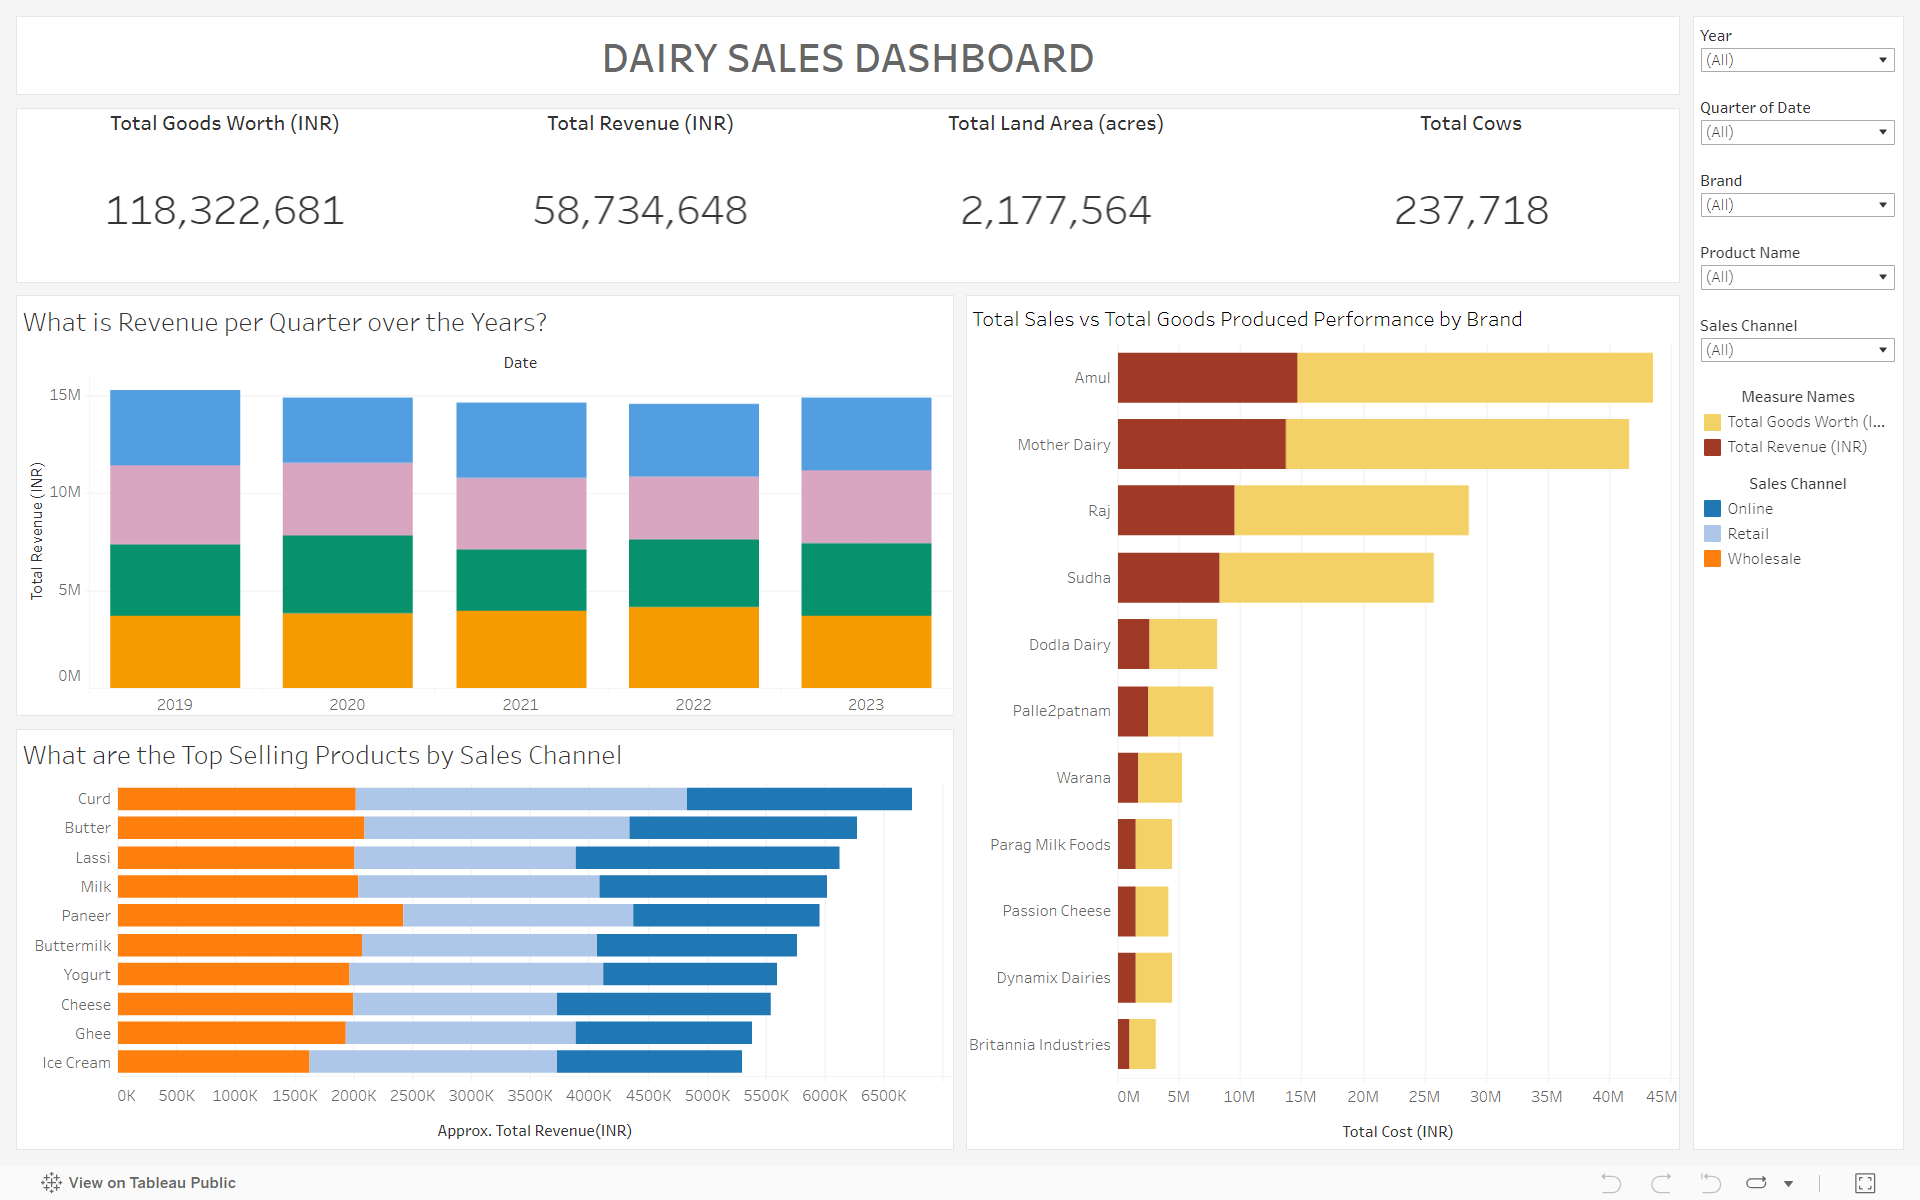 DAIRY SALES DASHBOARD
Total Goods Worth (INR)
118,322,681
Total Revenue (INR)
58,734,648
Total Land Area (acres)
2,177,564
Total Cows
237,718
What is Revenue per Quarter over the Years?
Date
Total Revenue (INR)
15M
10M
5M
0M
2019 2020 2021 2022 2023
What are the Top Selling Products by Sales Channel
Curd
Butter
Lassi
Milk
Paneer
Buttermilk
Yogurt
Cheese
Ghee
Ice Cream
0K 500K 1000K 1500K 2000K 2500K 3000K 3500K 4000K 4500K 5000K 5500K 6000K 6500K
Approx. Total Revenue(INR)
Total Sales vs Total Goods Produced Performance by Brand
Amul
Mother Dairy
Raj
Sudha
Dodla Dairy
Palle2patnam
Warana
Parag Milk Foods
Passion Cheese
Dynamix Dairies
Britannia Industries
0M 5M 10M 15M 20M 25M 30M 35M 40M 45M
Total Cost (INR)
Year
(All)
Quarter of Date
(All)
Brand
(All)
Product Name
(All)
Sales Channel
(All)
Measure Names
Total Goods Worth (I...
Total Revenue (INR)
Sales Channel
Online
Retail
Wholesale
View on Tableau Public